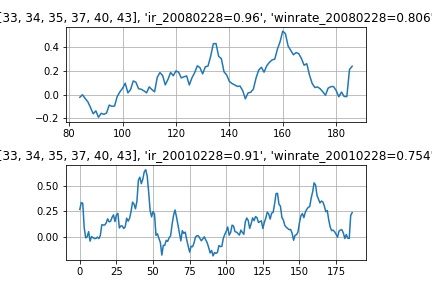 [33, 34, 35, 37, 40, 43], 'ir_20080228=0.96', 'winrate_20080228=0.806'
0.4
0.2
0.0
−0.2
80 100 120 140 160 180
[33, 34, 35, 37, 40, 43], 'ir_20010228=0.91', 'winrate_20010228=0.754'
0.50
0.25
0.00
0 25 50 75 100 125 150 175